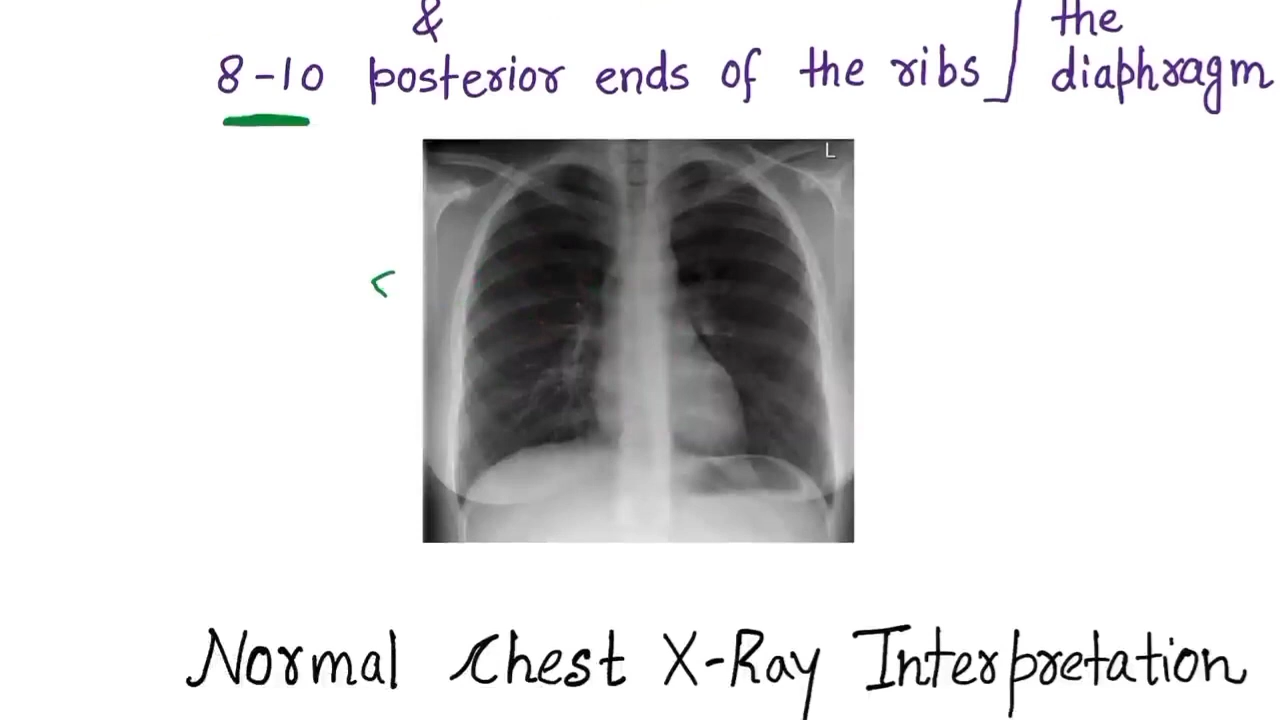 & the
8-10 posterior ends of the ribs diaphragm
L
<
Normal Chest X-Ray Interpretation